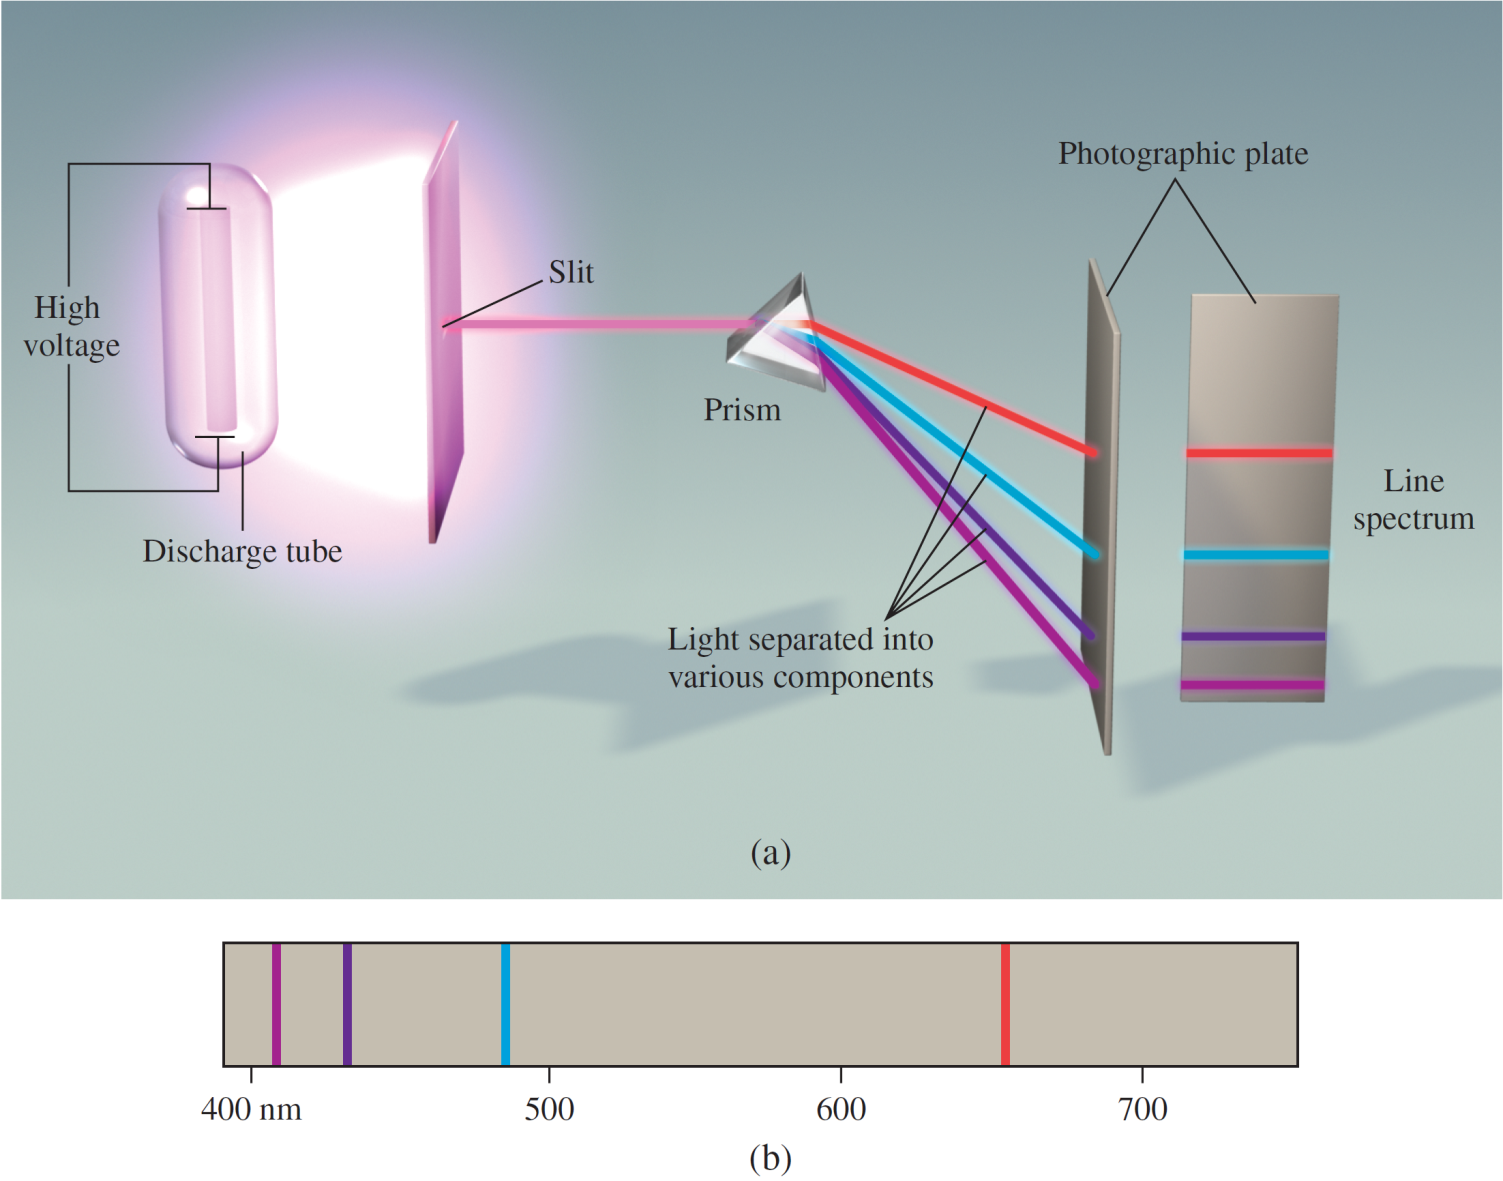 Photographic plate
Slit
High
voltage
Prism
Line
spectrum
Discharge tube
Light separated into
various components
(a)
400 nm
500
600
700
(b)